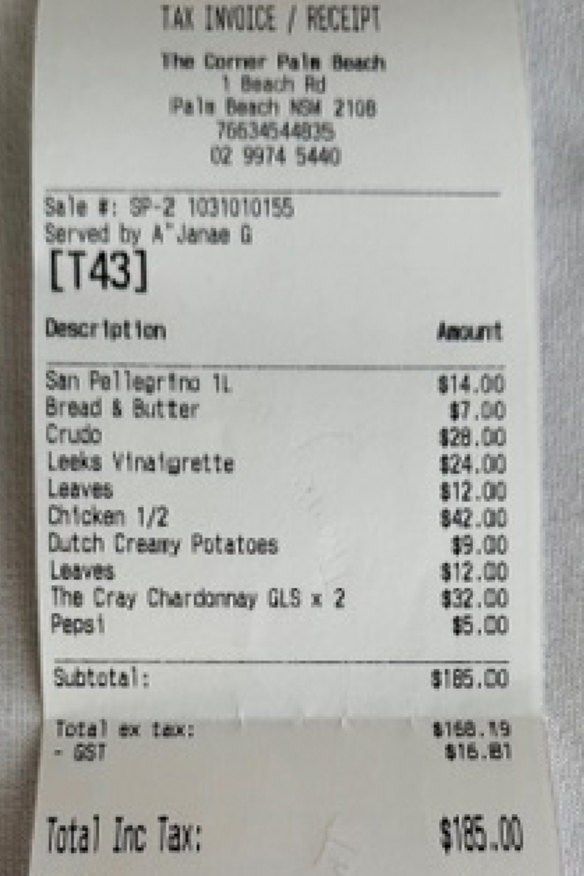 TAX INVOICE / RECEIPT
The Corner Palm Beach
1 Beach Rd
Palm Beach NSW 2108
76634544835
02 9974 5440
Sale #: SP-2 1031010155
Served by A'Janae G
[T43]
Description Amount
San Pellegrino 1L $14.00
Bread & Butter $7.00
Crudo $28.00
Leeks Vinaigrette $24.00
Leaves $12.00
Chicken 1/2 $42.00
Dutch Creamy Potatoes $9.00
Leaves $12.00
The Cray Chardonnay GLS x 2 $32.00
Pepsi $5.00
Subtotal: $185.00
Total ex tax: $168.19
- GST $16.81
Total Inc Tax: $185.00